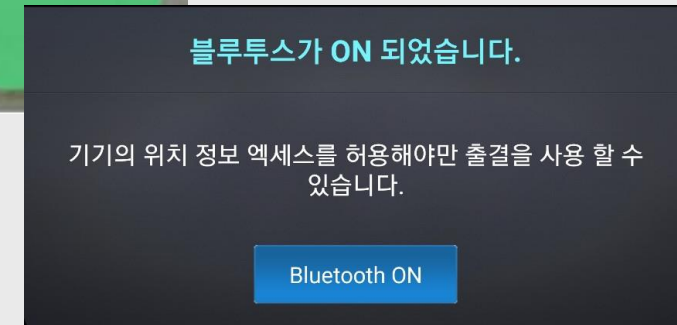 블루투스가 ON 되었습니다.
기기의 위치 정보 엑세스를 허용해야만 출결을 사용 할 수
있습니다.
Bluetooth ON